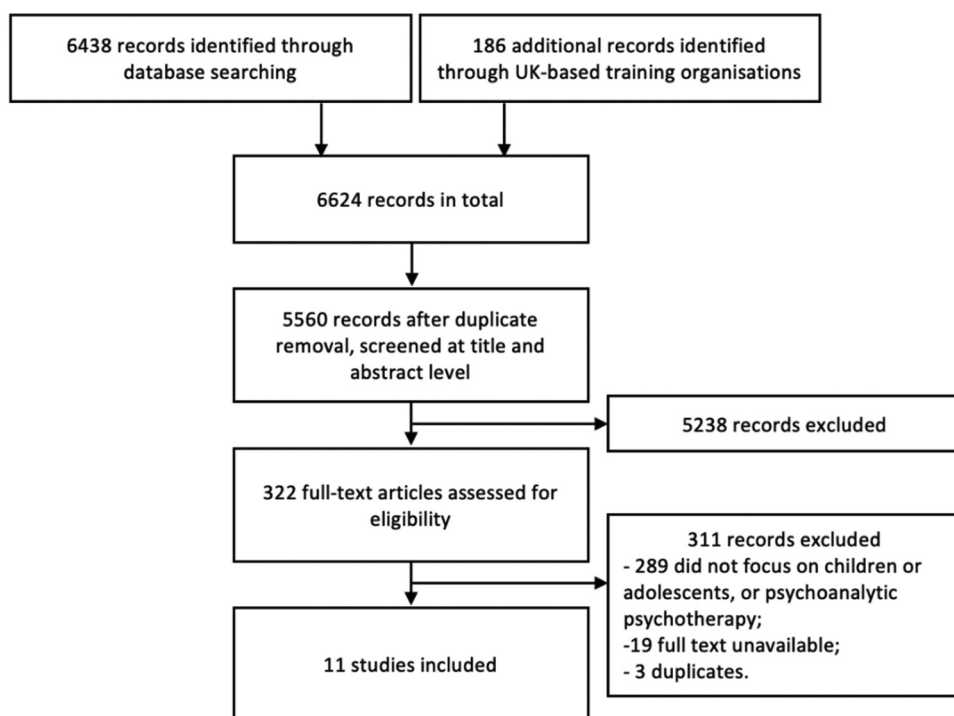 6438 records identified through
database searching
186 additional records identified
through UK-based training organisations
6624 records in total
5560 records after duplicate
removal, screened at title and
abstract level
5238 records excluded
322 full-text articles assessed for
eligibility
311 records excluded
- 289 did not focus on children or
adolescents, or psychoanalytic
psychotherapy;
-19 full text unavailable;
- 3 duplicates.
11 studies included